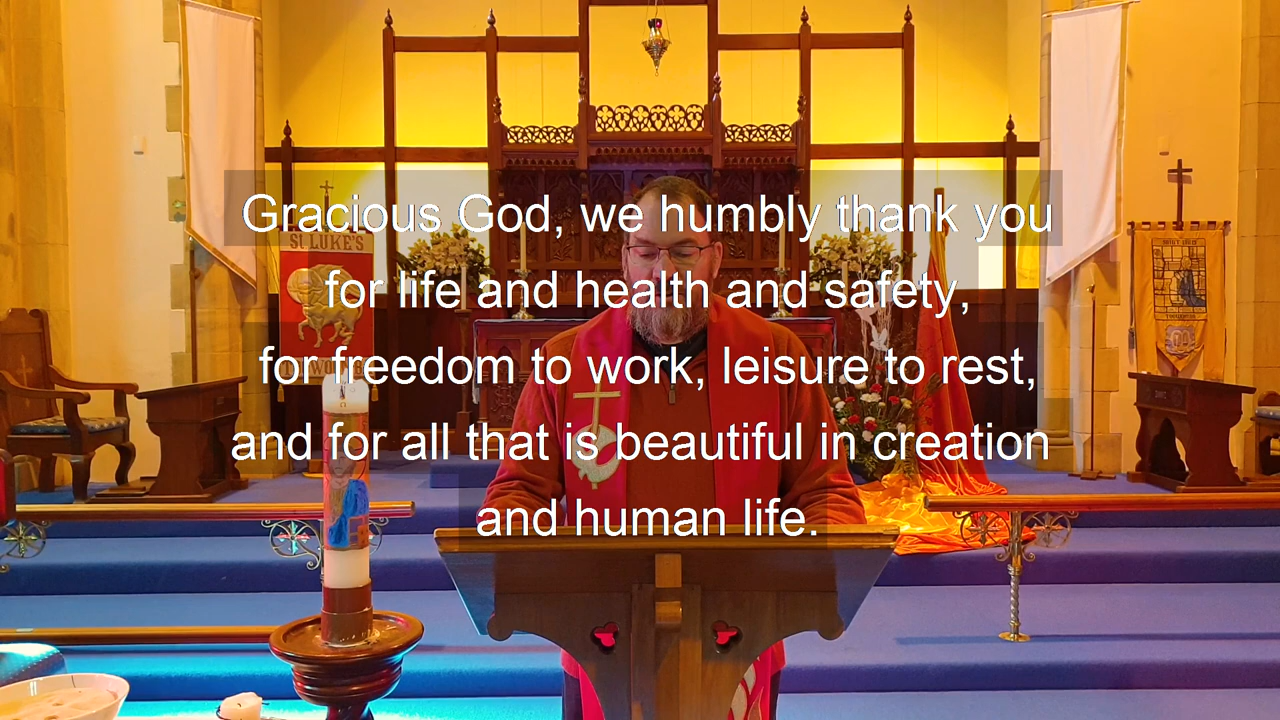 Gracious God, we humbly thank you
for life and health and safety,
for freedom to work, leisure to rest,
and for all that is beautiful in creation
and human life.
ST LUKE'S